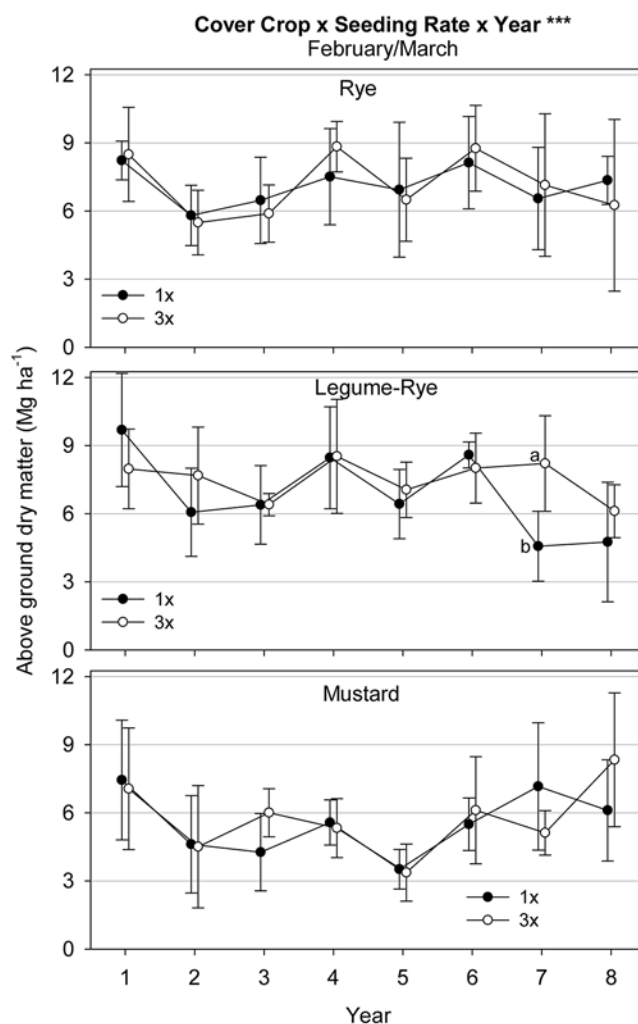 Cover Crop x Seeding Rate x Year ***
February/March
Above ground dry matter (Mg ha⁻¹)
12
Rye
9
6
3
1x
3x
0
12
Legume-Rye
9
a
6
b
3
1x
3x
0
12
Mustard
9
6
3
1x
3x
0
1 2 3 4 5 6 7 8
Year